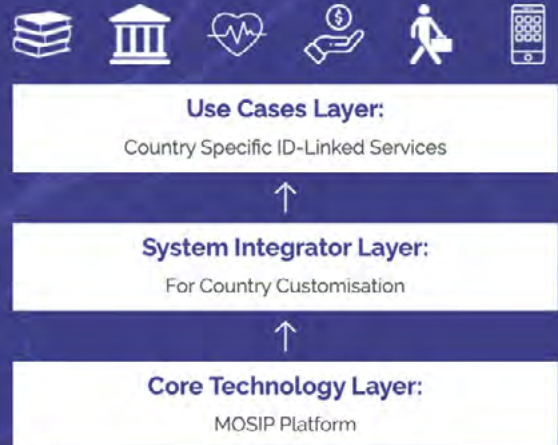 Use Cases Layer:
Country Specific ID-Linked Services
System Integrator Layer:
For Country Customisation
Core Technology Layer:
MOSIP Platform